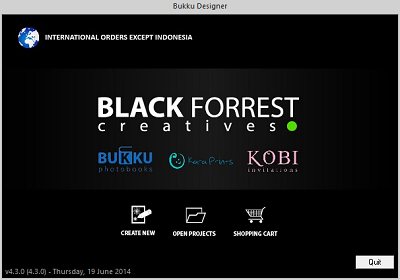 Bukku Designer
INTERNATIONAL ORDERS EXCEPT INDONESIA
BLACK FORREST
creatives
BUKKU
photobooks
Kara Prints
KOBI
invitations
CREATE NEW
OPEN PROJECTS
SHOPPING CART
Quit
v4.3.0 (4.3.0) - Thursday, 19 June 2014